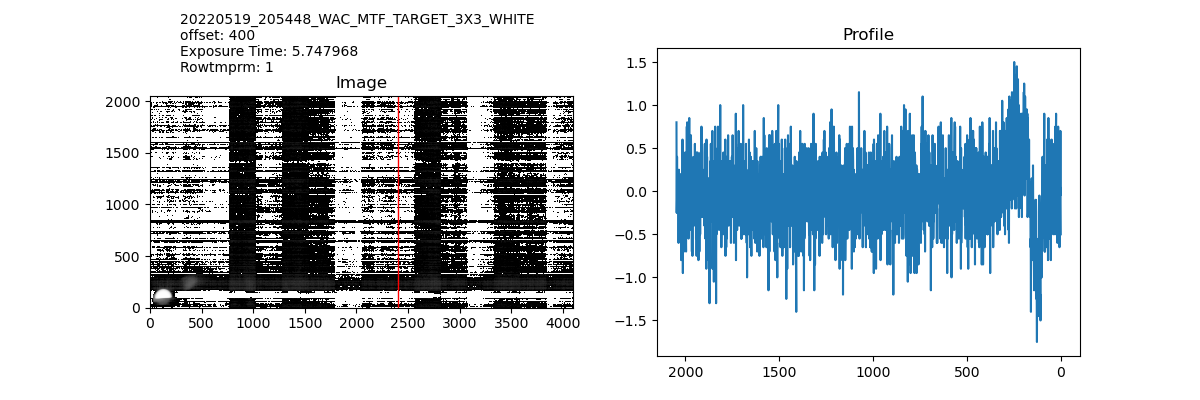 20220519_205448_WAC_MTF_TARGET_3X3_WHITE
offset: 400
Exposure Time: 5.747968
Rowtmprm: 1
Image
2000
1500
1000
500
0
0 500 1000 1500 2000 2500 3000 3500 4000
Profile
1.5
1.0
0.5
0.0
−0.5
−1.0
−1.5
2000 1500 1000 500 0